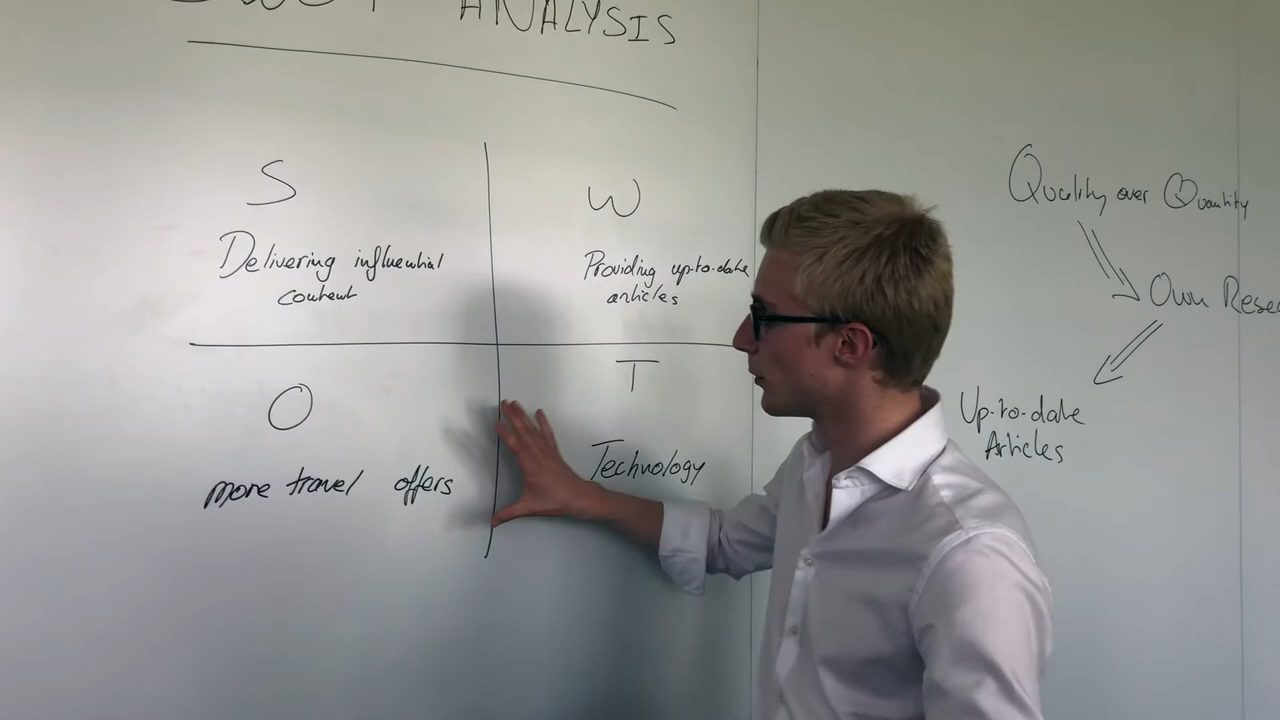 SWOT ANALYSIS
S
Delivering influential
content
W
Providing up-to-date
articles
O
more travel offers
T
Technology
Quality over Quantity
Own
Up-to-date
Articles